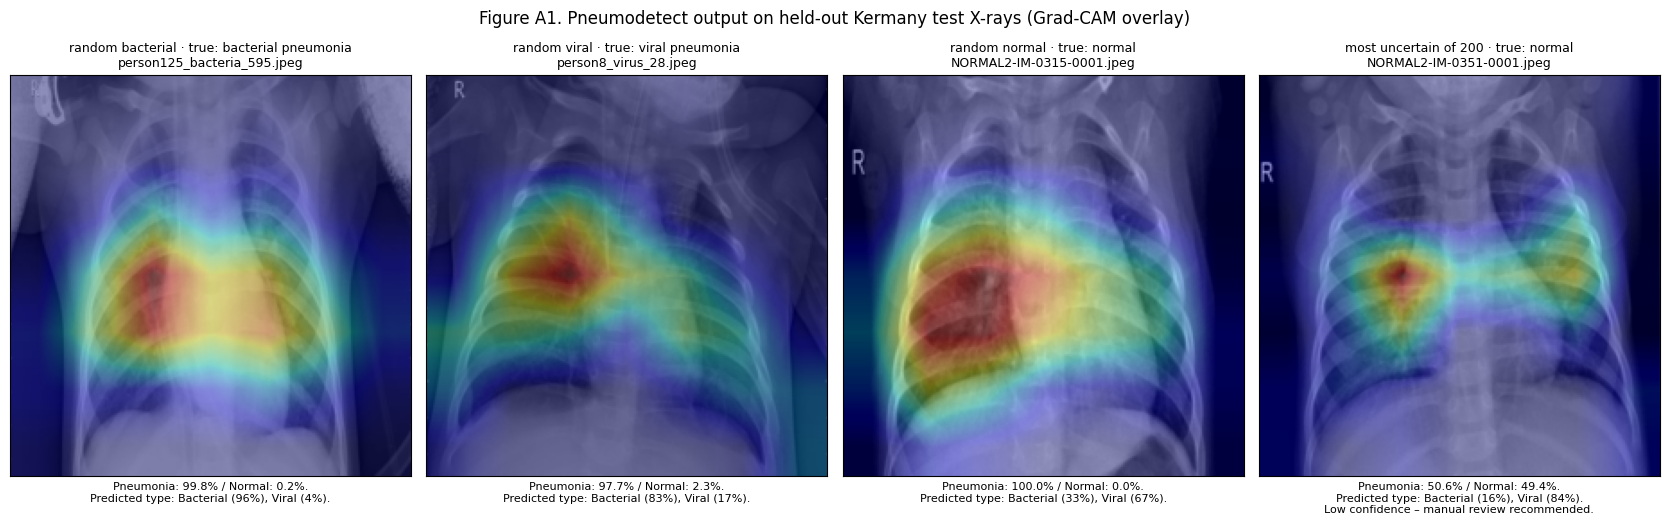 Figure A1. Pneumodetect output on held-out Kermany test X-rays (Grad-CAM overlay)
random bacterial · true: bacterial pneumonia
person125_bacteria_595.jpeg
R
Pneumonia: 99.8% / Normal: 0.2%.
Predicted type: Bacterial (96%), Viral (4%).
random viral · true: viral pneumonia
person8_virus_28.jpeg
R
Pneumonia: 97.7% / Normal: 2.3%.
Predicted type: Bacterial (83%), Viral (17%).
random normal · true: normal
NORMAL2-IM-0315-0001.jpeg
R
Pneumonia: 100.0% / Normal: 0.0%.
Predicted type: Bacterial (33%), Viral (67%).
most uncertain of 200 · true: normal
NORMAL2-IM-0351-0001.jpeg
R
Pneumonia: 50.6% / Normal: 49.4%.
Predicted type: Bacterial (16%), Viral (84%).
Low confidence – manual review recommended.